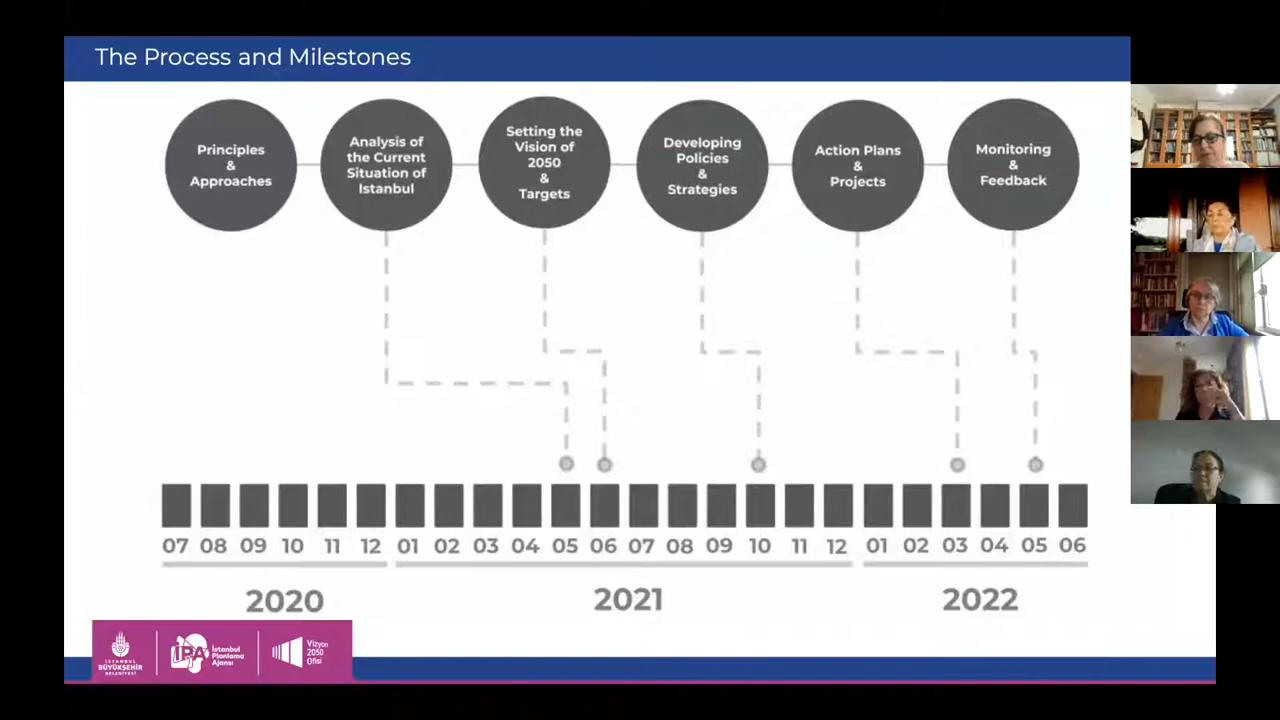 The Process and Milestones
Principles
&
Approaches
Analysis of
the Current
Situation of
Istanbul
Setting the
Vision of
2050
&
Targets
Developing
Policies
&
Strategies
Action Plans
&
Projects
Monitoring
&
Feedback
07 08 09 10 11 12 01 02 03 04 05 06 07 08 09 10 11 12 01 02 03 04 05 06
2020 2021 2022
İSTANBUL
BÜYÜKŞEHİR
BELEDİYESİ
İPA
İstanbul
Planlama
Ajansı
Vizyon
2050
Ofisi